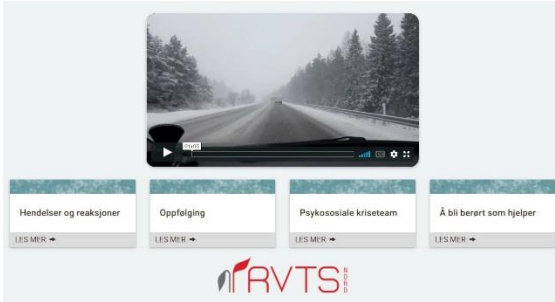 Hendelser og reaksjoner
Oppfølging
Psykososiale kriseteam
Å bli berørt som hjelper
LES MER →
LES MER →
LES MER →
LES MER →
RVTS NORD